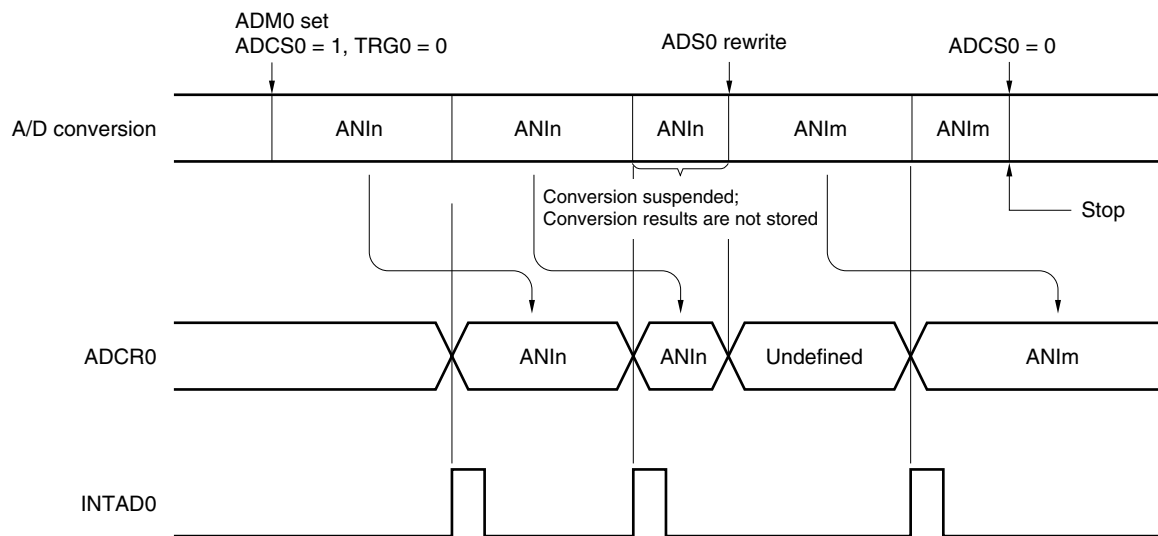 ADM0 set
ADCS0 = 1, TRG0 = 0
ADS0 rewrite
ADCS0 = 0
A/D conversion
ANIn
ANIn
ANIn
ANIm
ANIm
Conversion suspended;
Conversion results are not stored
Stop
ADCR0
ANIn
ANIn
Undefined
ANIm
INTAD0